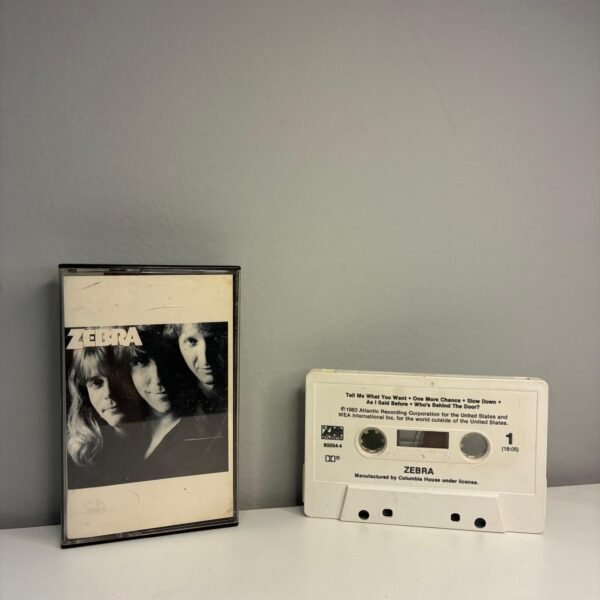 ZEBRA
Tell Me What You Want • One More Chance • Slow Down •
As I Said Before • Who's Behind The Door?
℗1983 Atlantic Recording Corporation for the United States and
WEA International Inc. for the world outside of the United States.
80054-4
1
(18:05)
ZEBRA
Manufactured by Columbia House under license.